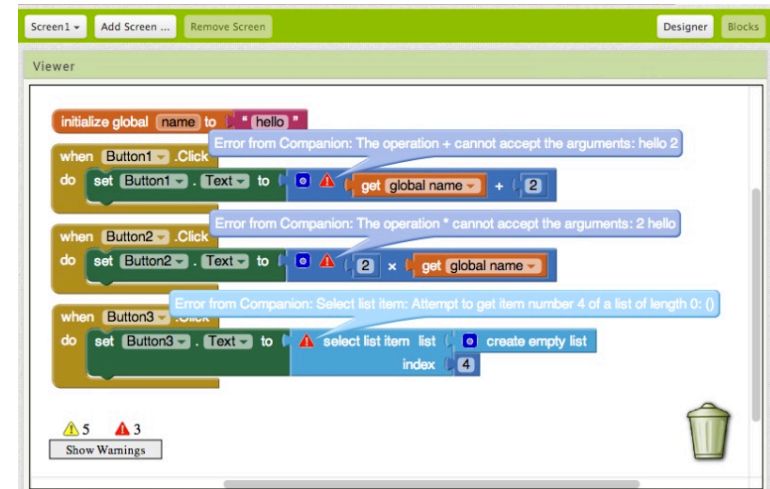 Screen1 Add Screen ... Remove Screen Designer Blocks
Viewer
initialize global name to " hello "
Error from Companion: The operation + cannot accept the arguments: hello 2
when Button1 .Click
do set Button1 . Text to get global name + 2
Error from Companion: The operation * cannot accept the arguments: 2 hello
when Button2 .Click
do set Button2 . Text to 2 × get global name
Error from Companion: Select list item: Attempt to get item number 4 of a list of length 0: ()
when Button3 .Click
do set Button3 . Text to select list item list create empty list
index 4
5 3
Show Warnings